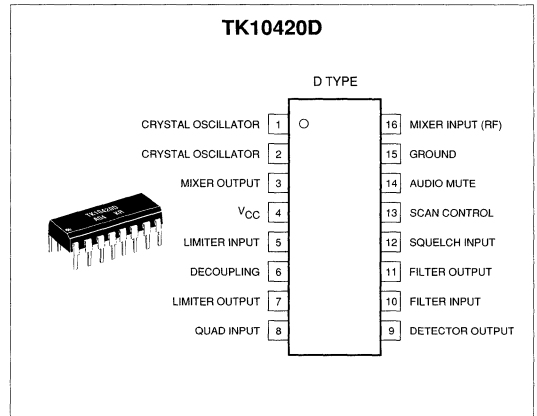 TK10420D
D TYPE
CRYSTAL OSCILLATOR 1
CRYSTAL OSCILLATOR 2
MIXER OUTPUT 3
VCC 4
LIMITER INPUT 5
DECOUPLING 6
LIMITER OUTPUT 7
QUAD INPUT 8
16 MIXER INPUT (RF)
15 GROUND
14 AUDIO MUTE
13 SCAN CONTROL
12 SQUELCH INPUT
11 FILTER OUTPUT
10 FILTER INPUT
9 DETECTOR OUTPUT
TK10420D